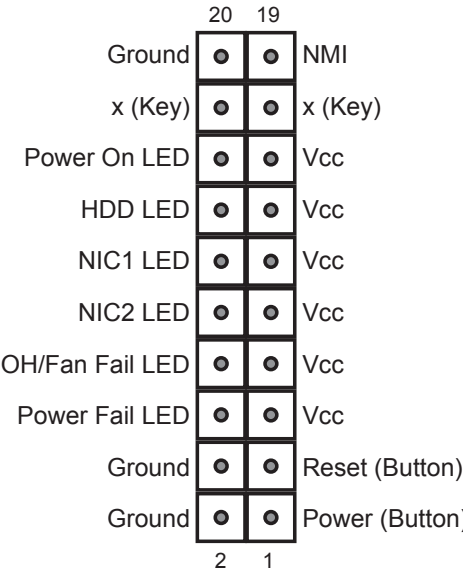 20 19
Ground NMI
x (Key) x (Key)
Power On LED Vcc
HDD LED Vcc
NIC1 LED Vcc
NIC2 LED Vcc
OH/Fan Fail LED Vcc
Power Fail LED Vcc
Ground Reset (Button)
Ground Power (Button)
2 1